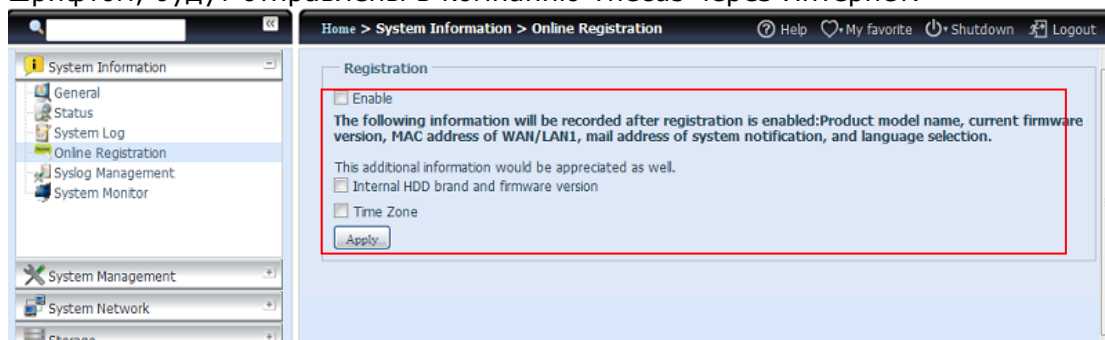 шрифтом, будут отправлены в компанию Thecus через Интернет.
Home > System Information > Online Registration
Help
My favorite
Shutdown
Logout
System Information
General
Status
System Log
Online Registration
Syslog Management
System Monitor
System Management
System Network
Storage
Registration
Enable
The following information will be recorded after registration is enabled:Product model name, current firmware
version, MAC address of WAN/LAN1, mail address of system notification, and language selection.
This additional information would be appreciated as well.
Internal HDD brand and firmware version
Time Zone
Apply